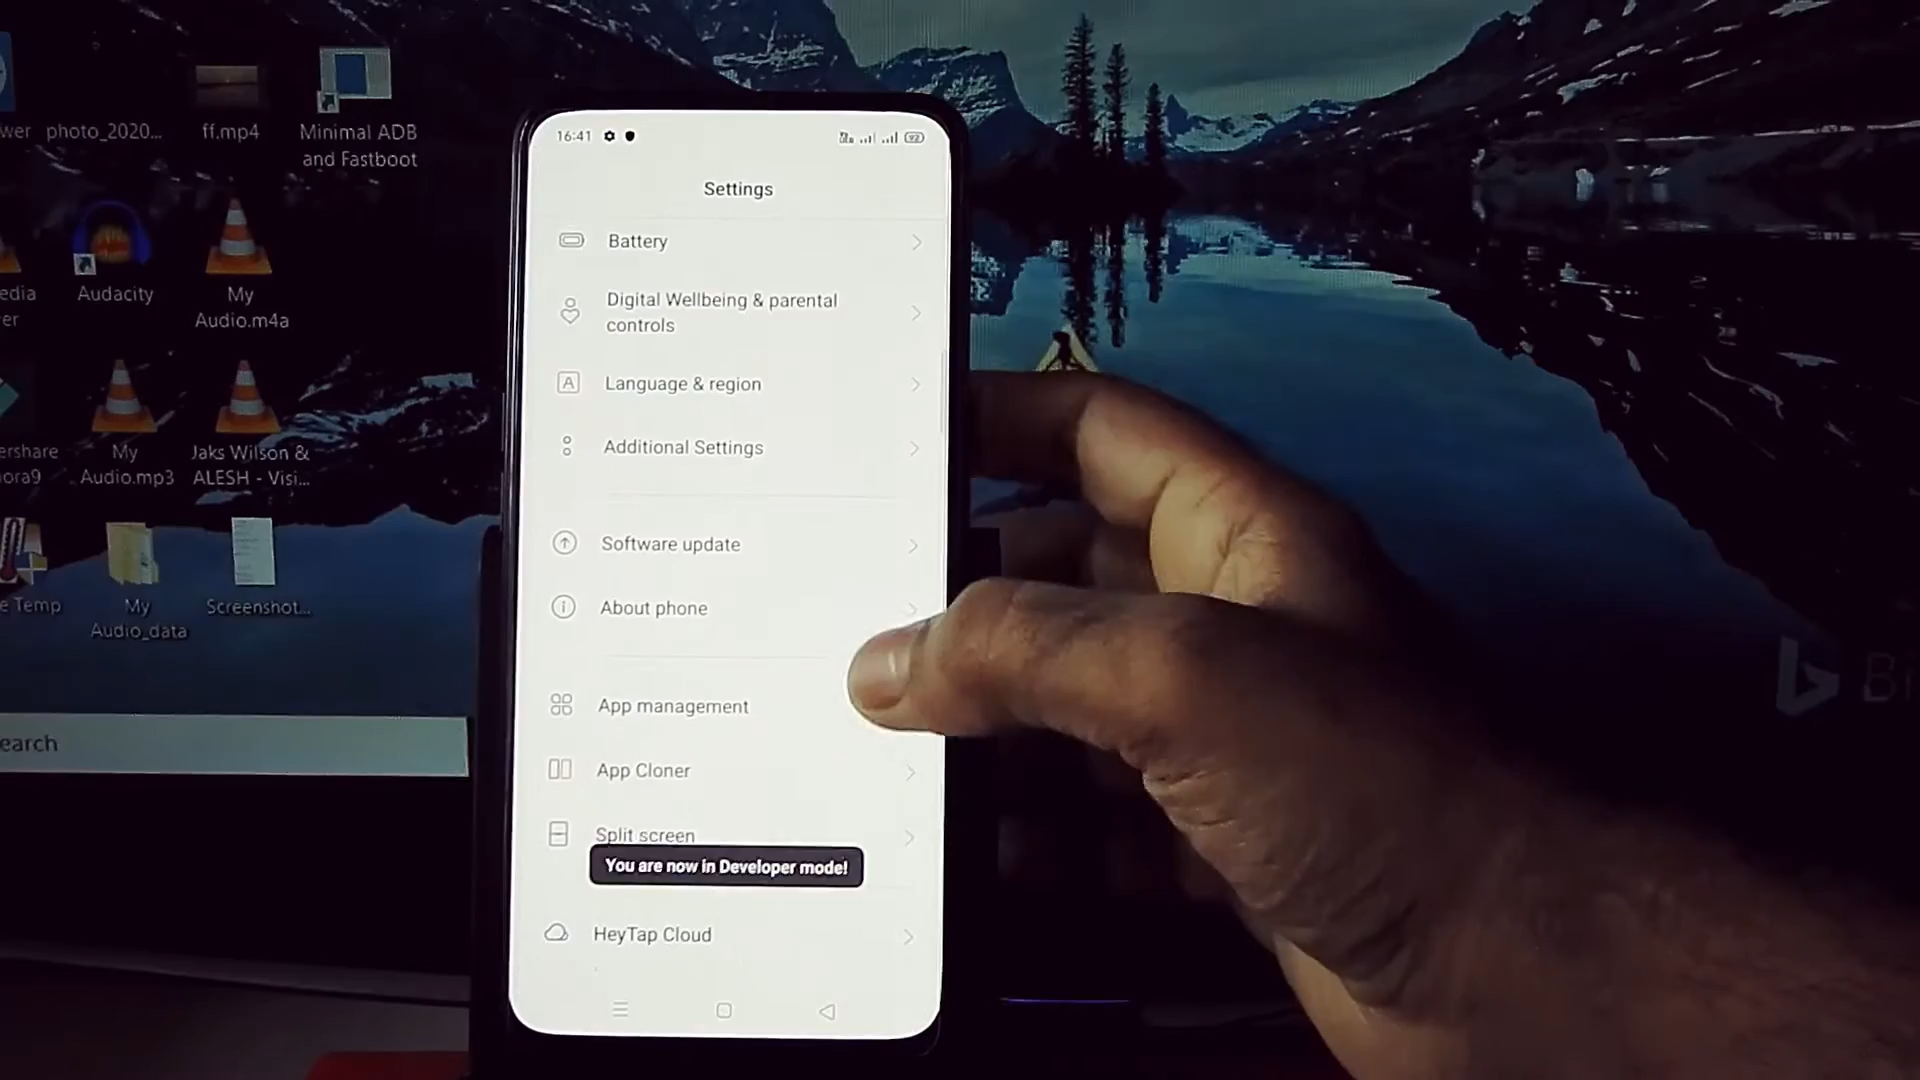 wer
photo_2020...
ff.mp4
Minimal ADB
and Fastboot
edia
er
Audacity
My
Audio.m4a
ershare
ora9
My
Audio.mp3
Jaks Wilson &
ALESH - Visi...
e Temp
My
Audio_data
Screenshot...
earch
16:41
92
Settings
Battery
Digital Wellbeing & parental
controls
Language & region
A
Additional Settings
Software update
About phone
App management
App Cloner
Split screen
You are now in Developer mode!
HeyTap Cloud
Bi